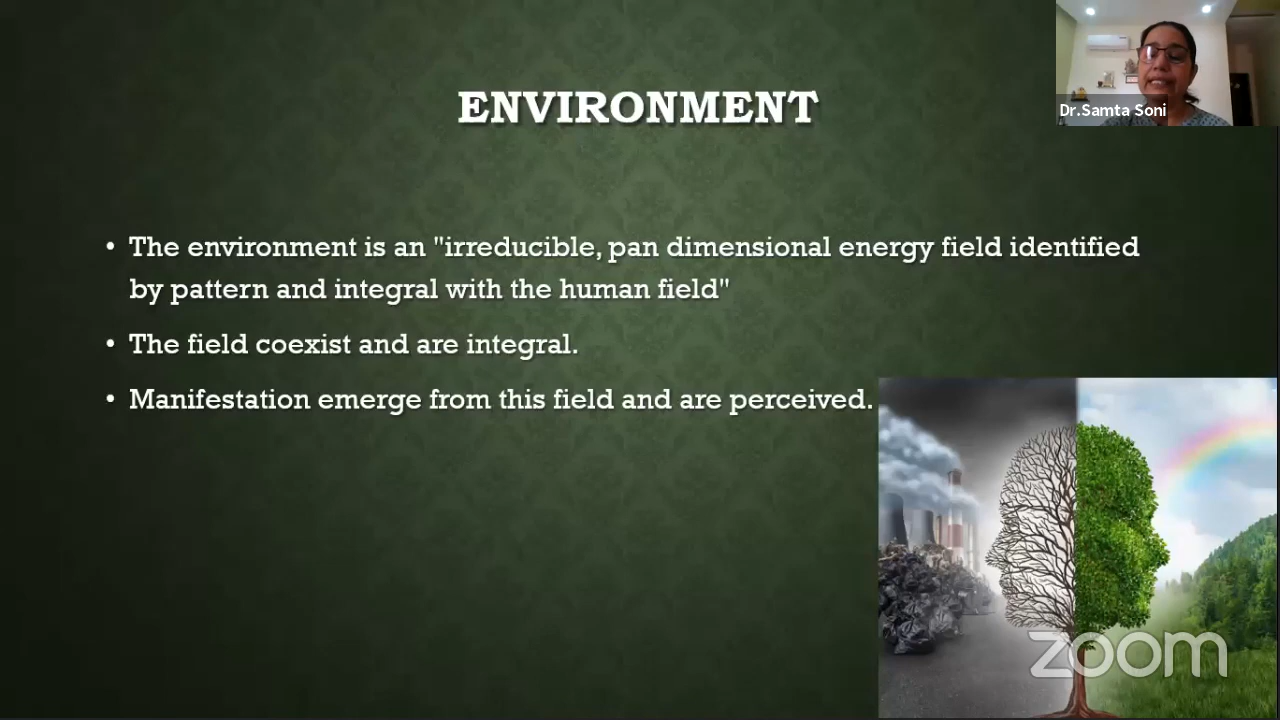 ENVIRONMENT
Dr.Samta Soni
• The environment is an "irreducible, pan dimensional energy field identified
by pattern and integral with the human field"
• The field coexist and are integral.
• Manifestation emerge from this field and are perceived.
zoom